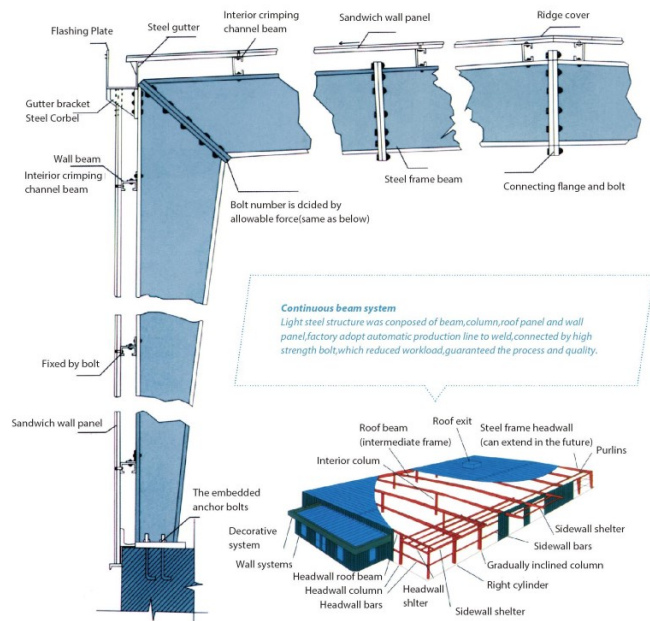 Flashing Plate
Steel gutter
Interior crimping
channel beam
Sandwich wall panel
Ridge cover
Gutter bracket
Steel Corbel
Wall beam
Interior crimping
channel beam
Bolt number is dcided by
allowable force(same as below)
Steel frame beam
Connecting flange and bolt
Continuous beam system
Light steel structure was conposed of beam,column,roof panel and wall
panel,factory adopt automatic production line to weld,connected by high
strength bolt,which reduced workload,guaranteed the process and quality.
Fixed by bolt
Sandwich wall panel
The embedded
anchor bolts
Roof beam
(intermediate frame)
Roof exit
Steel frame headwall
(can extend in the future)
Purlins
Interior colum
Decorative
system
Wall systems
Headwall roof beam
Headwall column
Headwall bars
Headwall
shlter
Sidewall shelter
Right cylinder
Gradually inclined column
Sidewall bars
Sidewall shelter